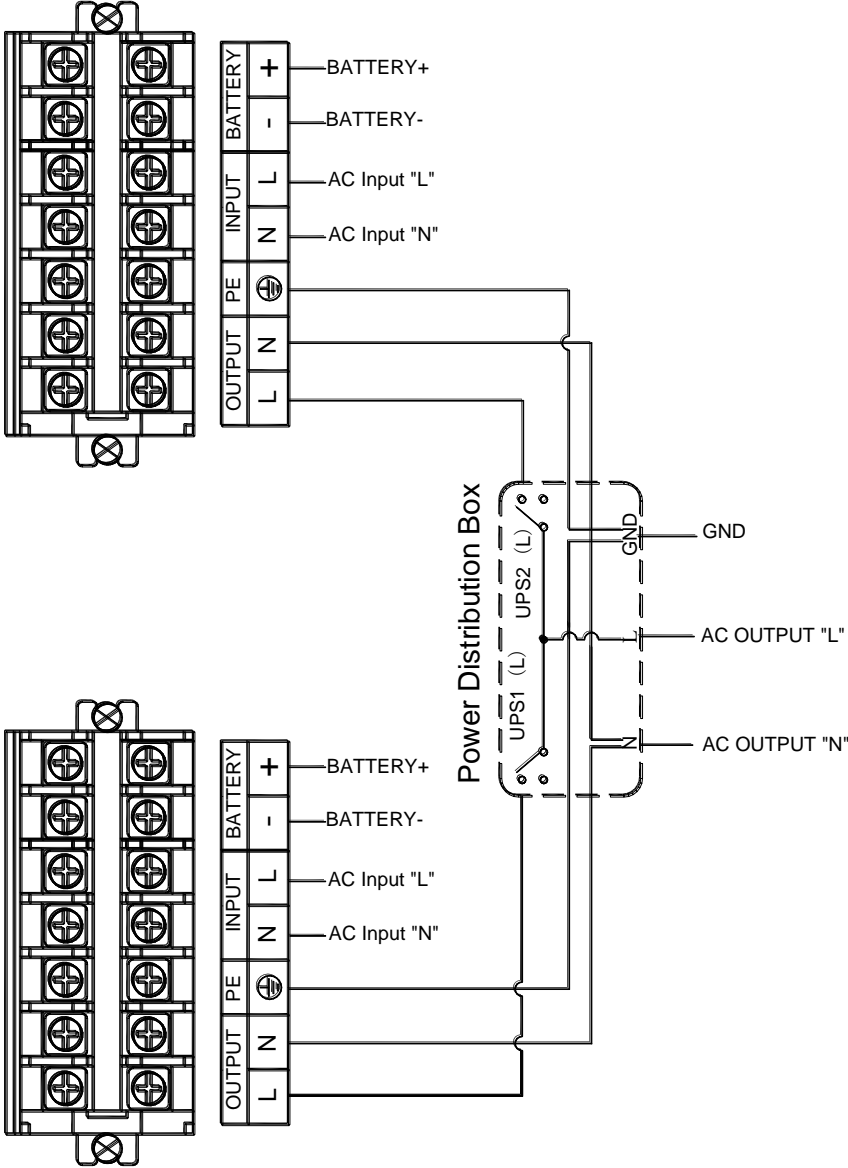 BATTERY
+
BATTERY+
-
BATTERY-
INPUT
L
AC Input "L"
N
AC Input "N"
PE
OUTPUT
N
L
Power Distribution Box
UPS2 (L)
UPS1 (L)
GND
GND
L
AC OUTPUT "L"
N
AC OUTPUT "N"
BATTERY
+
BATTERY+
-
BATTERY-
INPUT
L
AC Input "L"
N
AC Input "N"
PE
OUTPUT
N
L